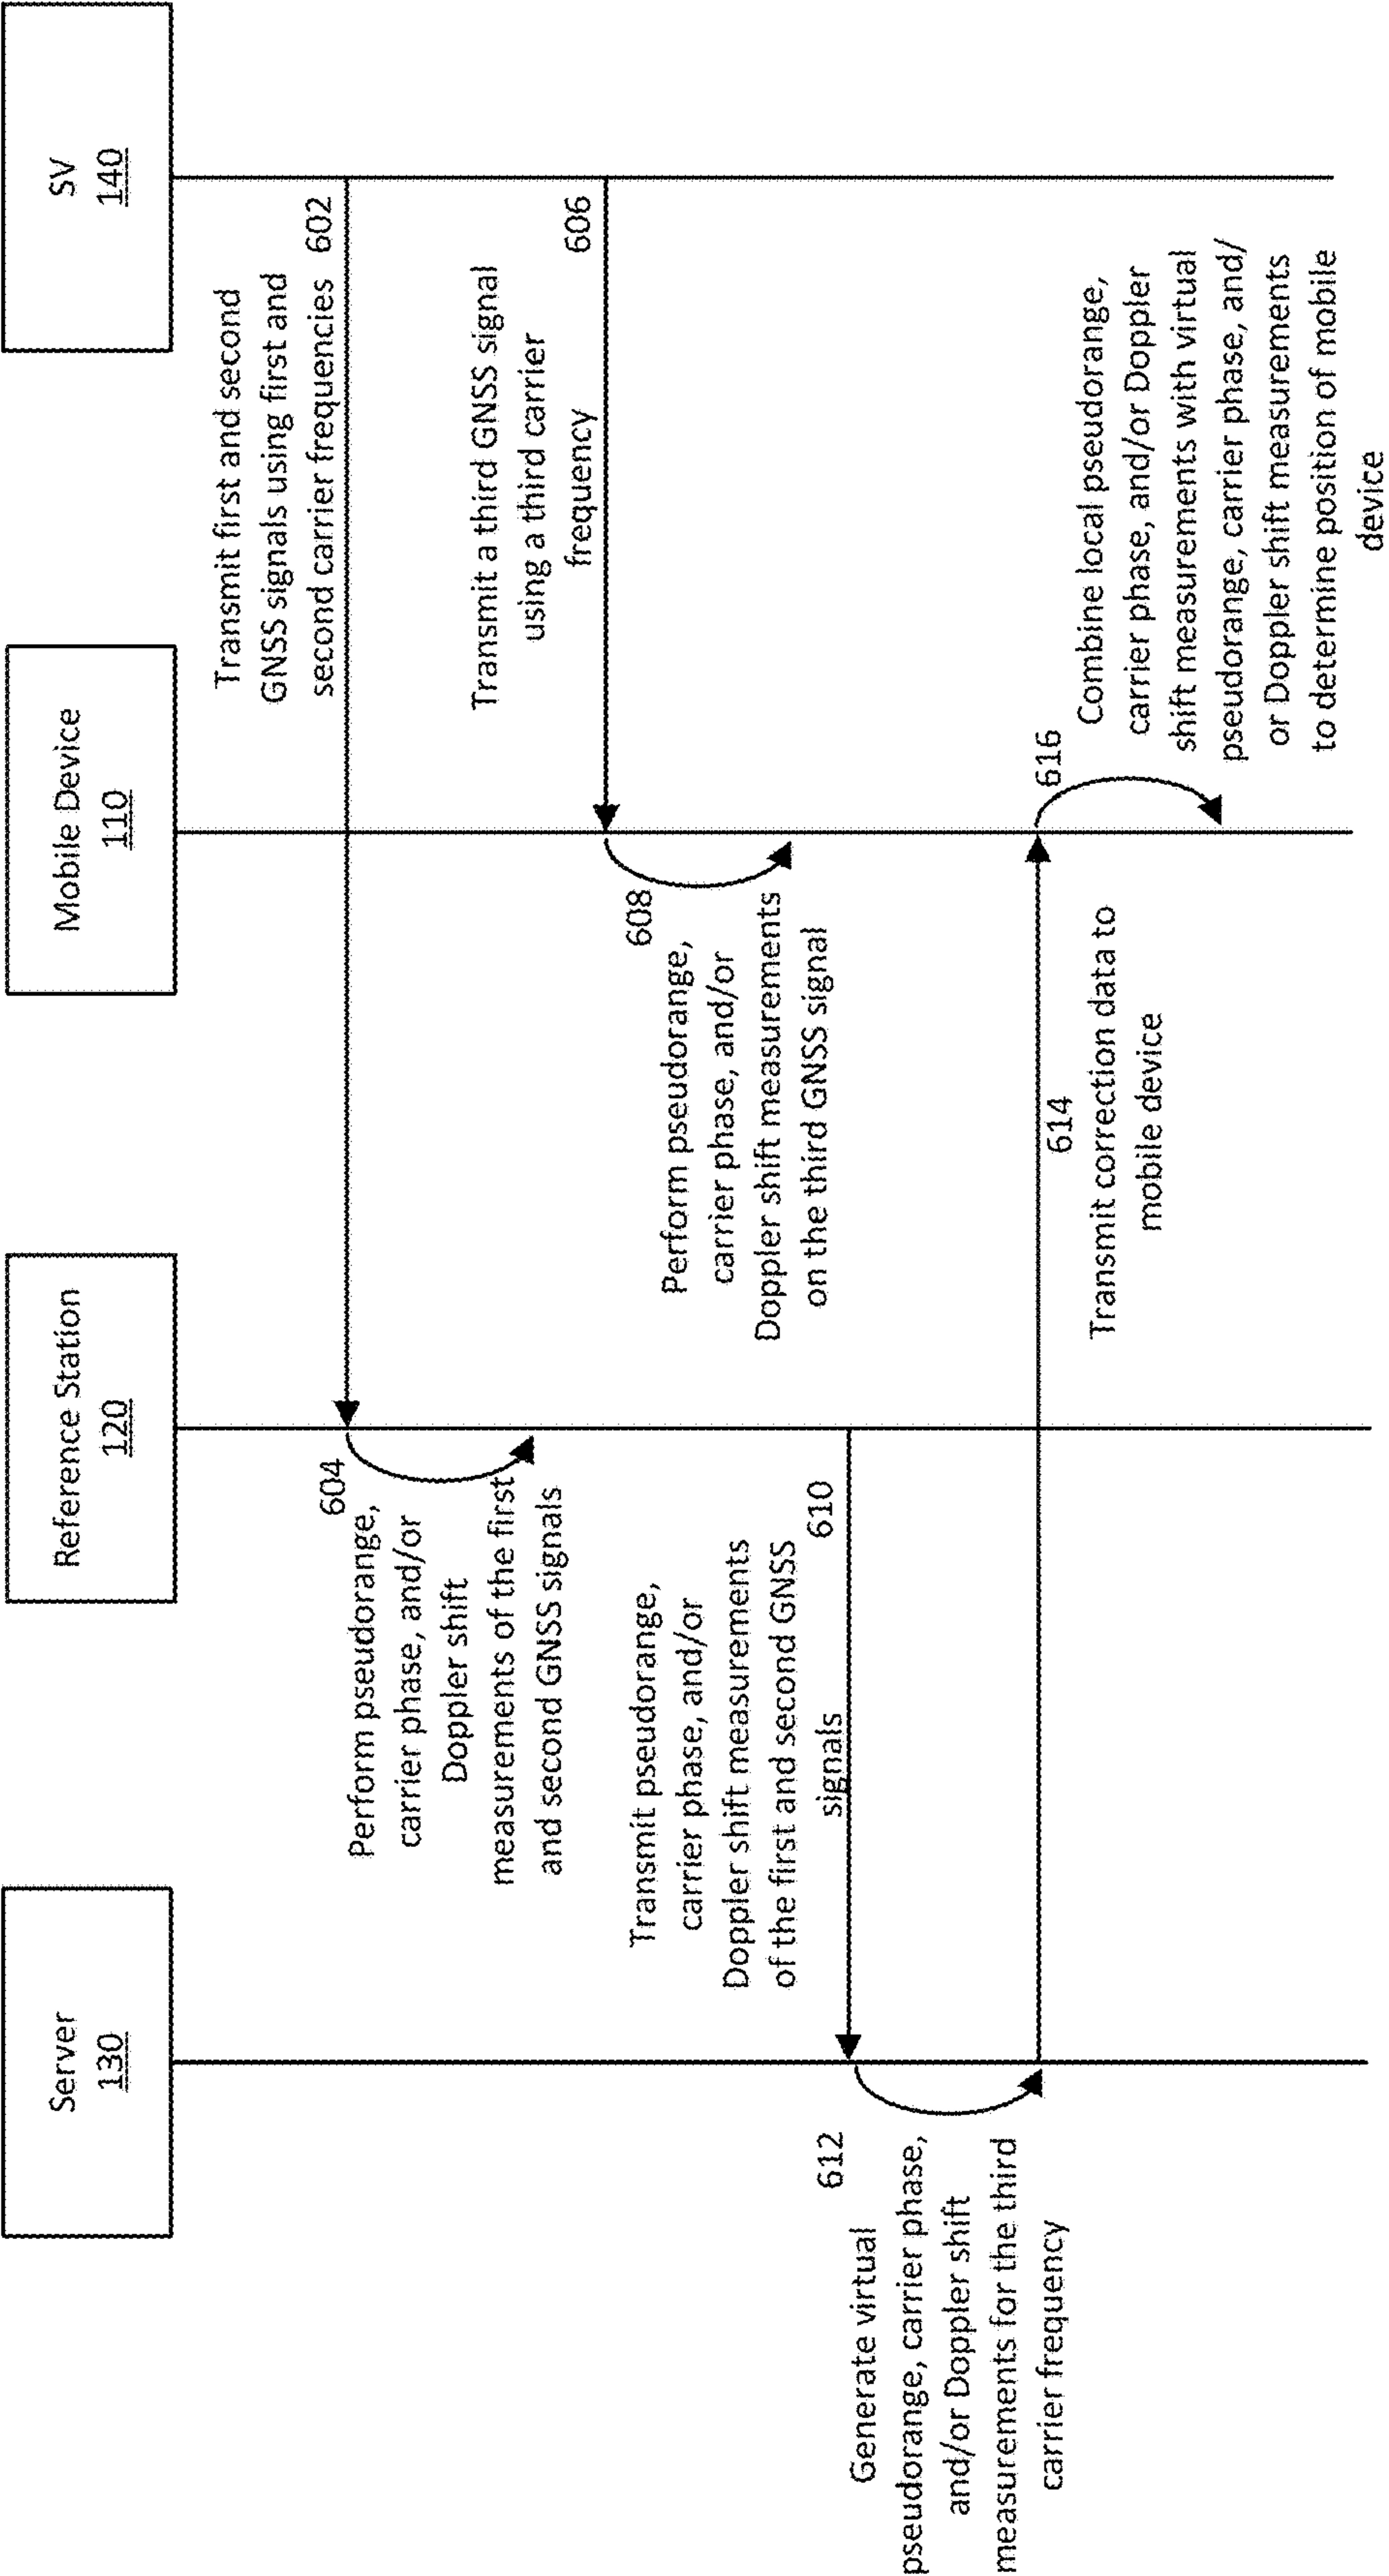 Server
130
Reference Station
120
Mobile Device
110
SV
140
Transmit first and second
GNSS signals using first and
second carrier frequencies 602
604
Perform pseudorange,
carrier phase, and/or
Doppler shift
measurements of the first
and second GNSS signals
Transmit a third GNSS signal
using a third carrier
frequency
606
608
Perform pseudorange,
carrier phase, and/or
Doppler shift measurements
on the third GNSS signal
Transmit pseudorange,
carrier phase, and/or
Doppler shift measurements
of the first and second GNSS
signals
610
612
Generate virtual
pseudorange, carrier phase,
and/or Doppler shift
measurements for the third
carrier frequency
614
Transmit correction data to
mobile device
616
Combine local pseudorange,
carrier phase, and/or Doppler
shift measurements with virtual
pseudorange, carrier phase, and/
or Doppler shift measurements
to determine position of mobile
device